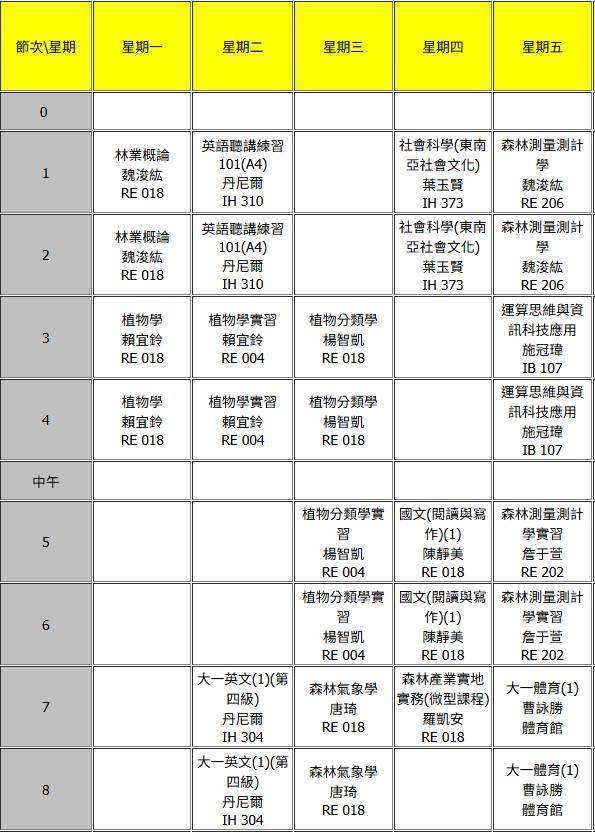 節次\星期 星期一 星期二 星期三 星期四 星期五
0
1
林業概論
魏浚紘
RE 018
英語聽講練習
101(A4)
丹尼爾
IH 310
社會科學(東南
亞社會文化)
葉玉賢
IH 373
森林測量測計
學
魏浚紘
RE 206
2
林業概論
魏浚紘
RE 018
英語聽講練習
101(A4)
丹尼爾
IH 310
社會科學(東南
亞社會文化)
葉玉賢
IH 373
森林測量測計
學
魏浚紘
RE 206
3
植物學
賴宜鈴
RE 018
植物學實習
賴宜鈴
RE 004
植物分類學
楊智凱
RE 018
運算思維與資
訊科技應用
施冠瑋
IB 107
4
植物學
賴宜鈴
RE 018
植物學實習
賴宜鈴
RE 004
植物分類學
楊智凱
RE 018
運算思維與資
訊科技應用
施冠瑋
IB 107
中午
5
植物分類學實
習
楊智凱
RE 004
國文(閱讀與寫
作)(1)
陳靜美
RE 018
森林測量測計
學實習
詹于萱
RE 202
6
植物分類學實
習
楊智凱
RE 004
國文(閱讀與寫
作)(1)
陳靜美
RE 018
森林測量測計
學實習
詹于萱
RE 202
7
大一英文(1)(第
四級)
丹尼爾
IH 304
森林氣象學
唐琦
RE 018
森林產業實地
實務(微型課程)
羅凱安
RE 018
大一體育(1)
曹詠勝
體育館
8
大一英文(1)(第
四級)
丹尼爾
IH 304
森林氣象學
唐琦
RE 018
大一體育(1)
曹詠勝
體育館